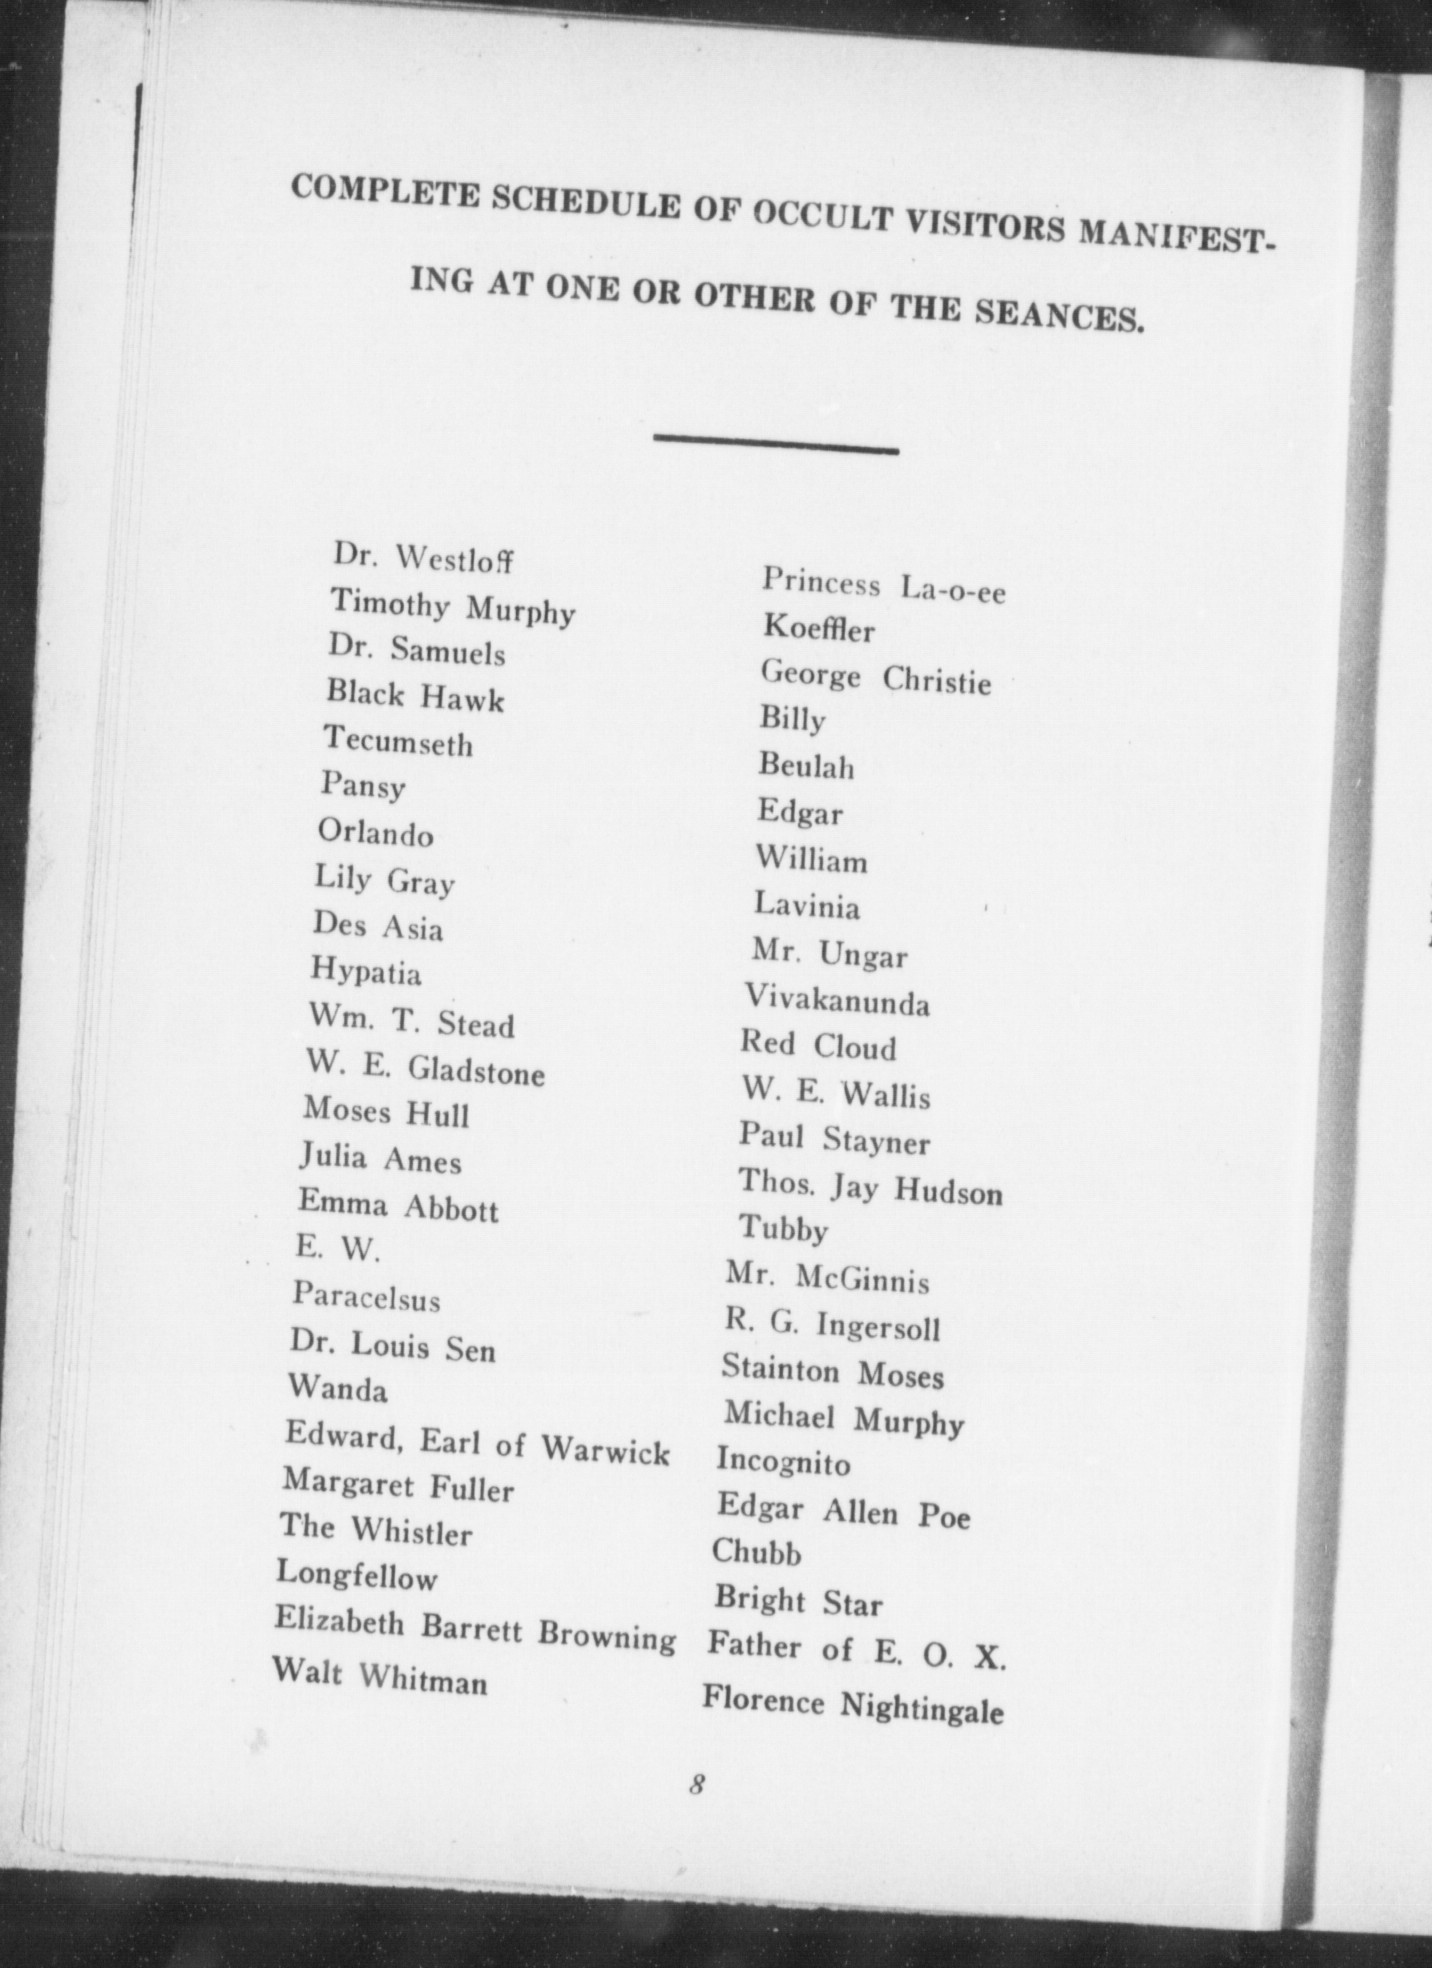 COMPLETE SCHEDULE OF OCCULT VISITORS MANIFEST-
ING AT ONE OR OTHER OF THE SEANCES.
Dr. Westloff
Timothy Murphy
Dr. Samuels
Black Hawk
Tecumseth
Pansy
Orlando
Lily Gray
Des Asia
Hypatia
Wm. T. Stead
W. E. Gladstone
Moses Hull
Julia Ames
Emma Abbott
E. W.
Paracelsus
Dr. Louis Sen
Wanda
Edward, Earl of Warwick
Margaret Fuller
The Whistler
Longfellow
Elizabeth Barrett Browning
Walt Whitman
Princess La-o-ee
Koeffler
George Christie
Billy
Beulah
Edgar
William
Lavinia
Mr. Ungar
Vivakanunda
Red Cloud
W. E. Wallis
Paul Stayner
Thos. Jay Hudson
Tubby
Mr. McGinnis
R. G. Ingersoll
Stainton Moses
Michael Murphy
Incognito
Edgar Allen Poe
Chubb
Bright Star
Father of E. O. X.
Florence Nightingale
8